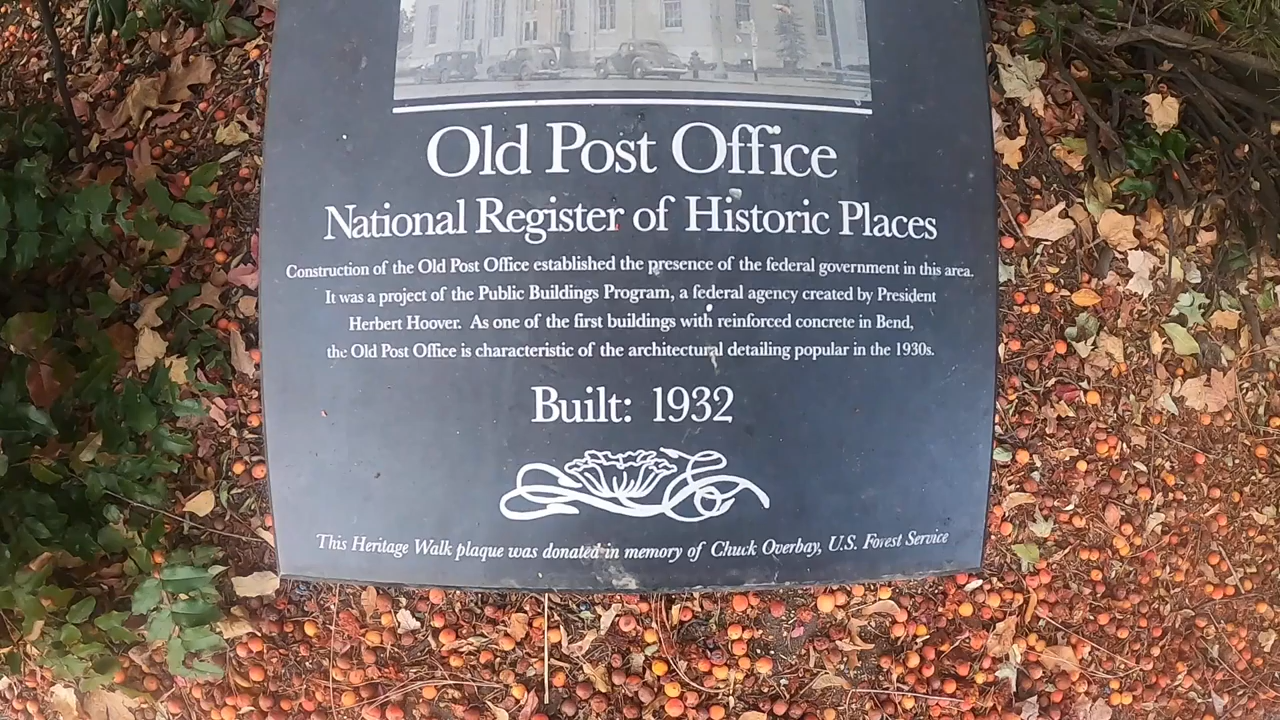 Old Post Office
National Register of Historic Places
Construction of the Old Post Office established the presence of the federal government in this area.
It was a project of the Public Buildings Program, a federal agency created by President
Herbert Hoover. As one of the first buildings with reinforced concrete in Bend,
the Old Post Office is characteristic of the architectural detailing popular in the 1930s.
Built: 1932
This Heritage Walk plaque was donated in memory of Chuck Overbay, U.S. Forest Service